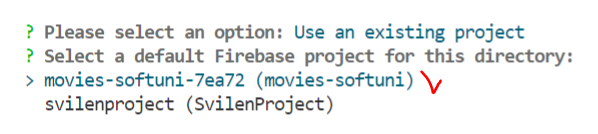 ? Please select an option: Use an existing project
? Select a default Firebase project for this directory:
> movies-softuni-7ea72 (movies-softuni)
svilenproject (SvilenProject)